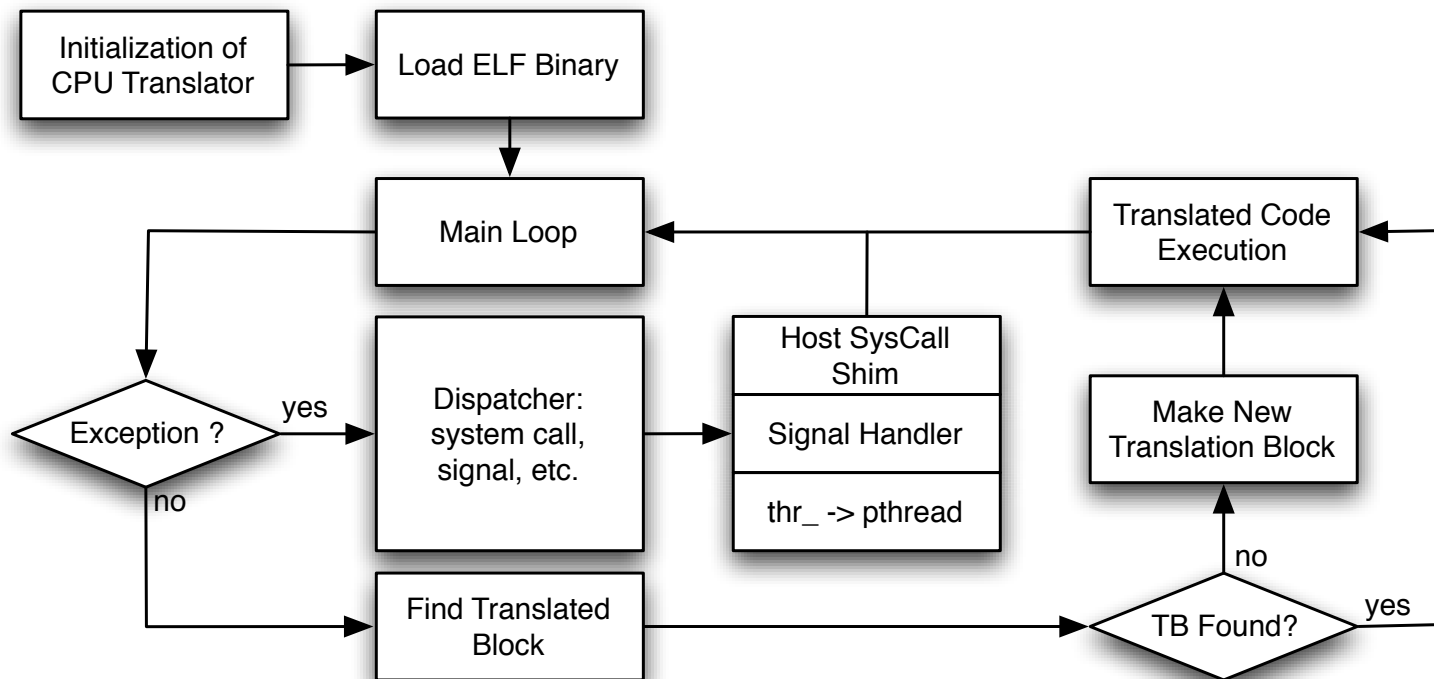 Initialization of
CPU Translator
Load ELF Binary
Main Loop
Translated Code
Execution
Exception ?
yes
no
Dispatcher:
system call,
signal, etc.
Host SysCall
Shim
Signal Handler
thr_ -> pthread
Make New
Translation Block
Find Translated
Block
TB Found?
no
yes